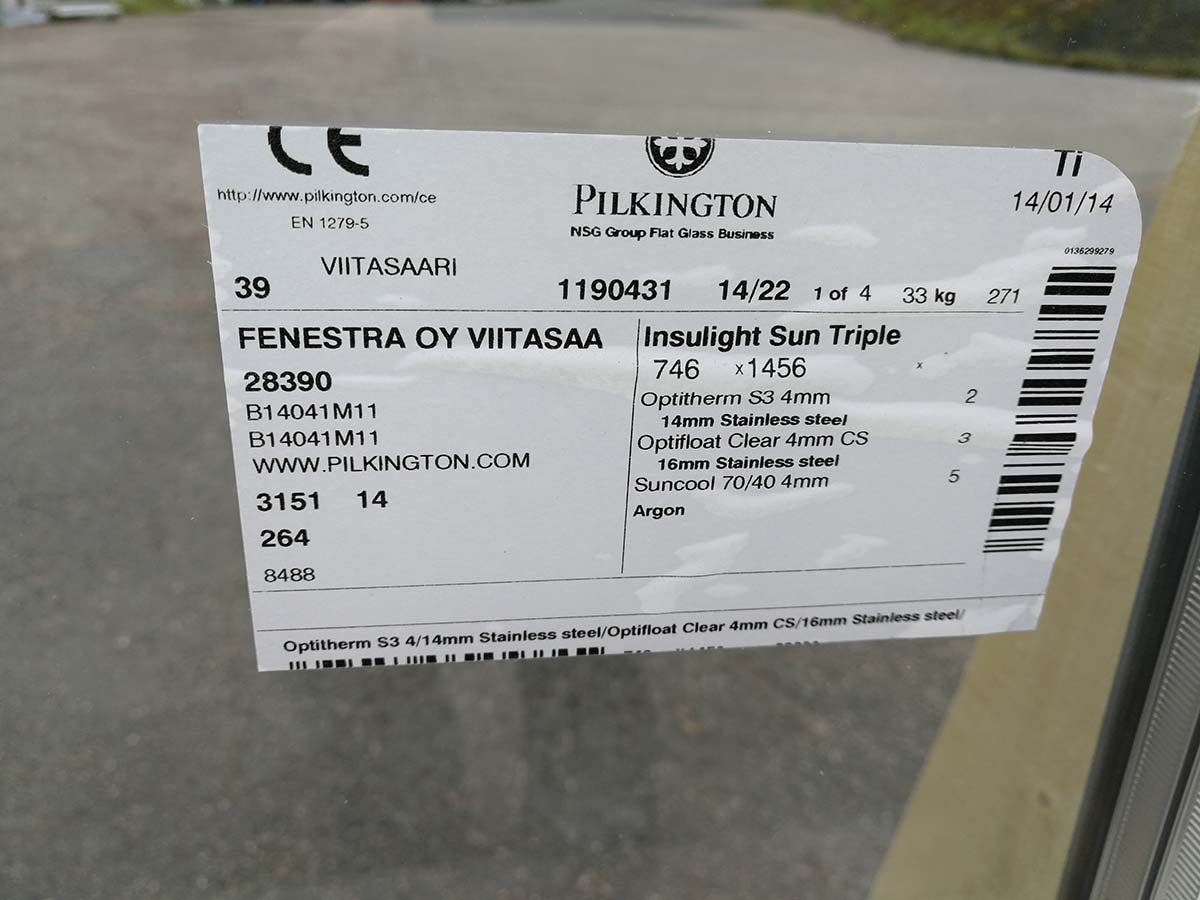 CE
http://www.pilkington.com/ce
EN 1279-5
PILKINGTON
NSG Group Flat Glass Business
Ti
14/01/14
0136299279
VIITASAARI
39 1190431 14/22 1 of 4 33 kg 271
FENESTRA OY VIITASAA
28390
B14041M11
B14041M11
WWW.PILKINGTON.COM
3151 14
264
8488
Insulight Sun Triple
746 x1456 x
Optitherm S3 4mm 2
14mm Stainless steel
Optifloat Clear 4mm CS 3
16mm Stainless steel
Suncool 70/40 4mm 5
Argon
Optitherm S3 4/14mm Stainless steel/Optifloat Clear 4mm CS/16mm Stainless steel/